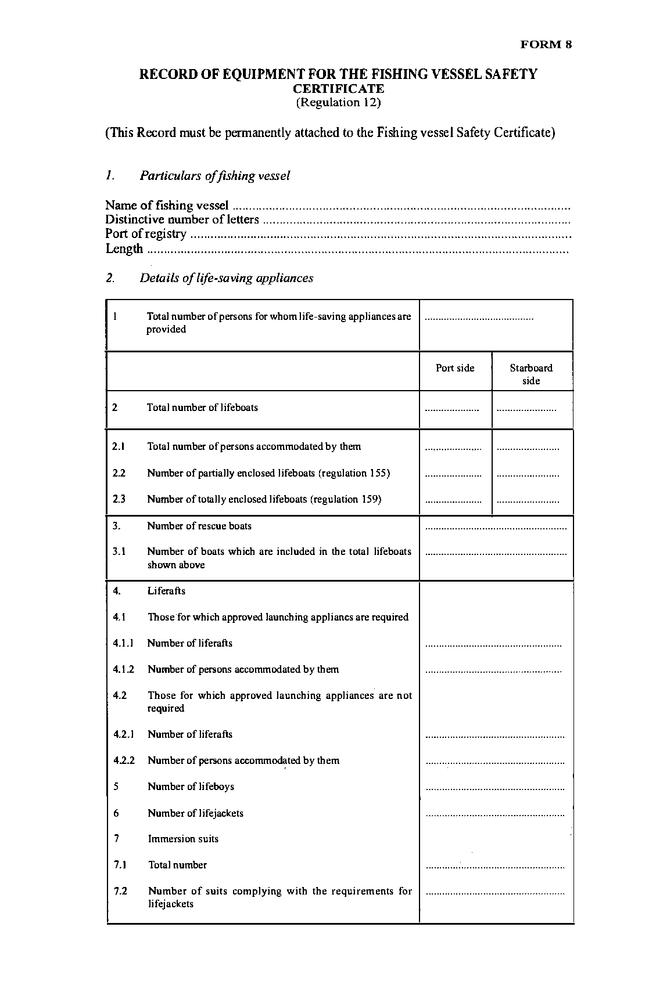 FORM 8
RECORD OF EQUIPMENT FOR THE FISHING VESSEL SAFETY
CERTIFICATE
(Regulation 12)
(This Record must be permanently attached to the Fishing vessel Safety Certificate)
1. Particulars of fishing vessel
Name of fishing vessel ....................................................................................................
Distinctive number of letters ...........................................................................................
Port of registry .................................................................................................................
Length .............................................................................................................................
2. Details of life-saving appliances
1 Total number of persons for whom life-saving appliances are ........................................
provided
Port side Starboard
side
2 Total number of lifeboats .................... ......................
2.1 Total number of persons accommodated by them ..................... .......................
2.2 Number of partially enclosed lifeboats (regulation 155) ..................... .......................
2.3 Number of totally enclosed lifeboats (regulation 159) ..................... .......................
3. Number of rescue boats ....................................................
3.1 Number of boats which are included in the total lifeboats ....................................................
shown above
4. Liferafts
4.1 Those for which approved launching appliancs are required
4.1.1 Number of liferafts ..................................................
4.1.2 Number of persons accommodated by them ..................................................
4.2 Those for which approved launching appliances are not
required
4.2.1 Number of liferafts ...................................................
4.2.2 Number of persons accommodated by them ...................................................
5 Number of lifeboys ...................................................
6 Number of lifejackets ...................................................
7 Immersion suits
7.1 Total number ...................................................
7.2 Number of suits complying with the requirements for ...................................................
lifejackets